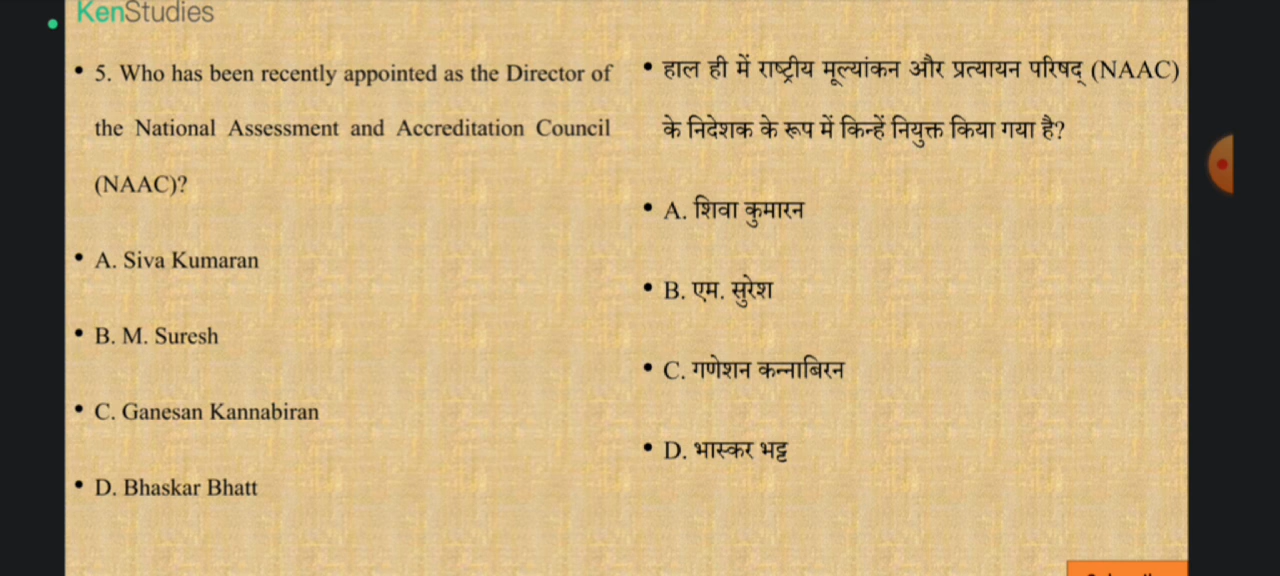 KenStudies
• 5. Who has been recently appointed as the Director of
the National Assessment and Accreditation Council
(NAAC)?
• A. Siva Kumaran
• B. M. Suresh
• C. Ganesan Kannabiran
• D. Bhaskar Bhatt
• हाल ही में राष्ट्रीय मूल्यांकन और प्रत्यायन परिषद् (NAAC)
के निदेशक के रूप में किन्हें नियुक्त किया गया है?
• A. शिवा कुमारन
• B. एम. सुरेश
• C. गणेशन कन्नाबिरन
• D. भास्कर भट्ट